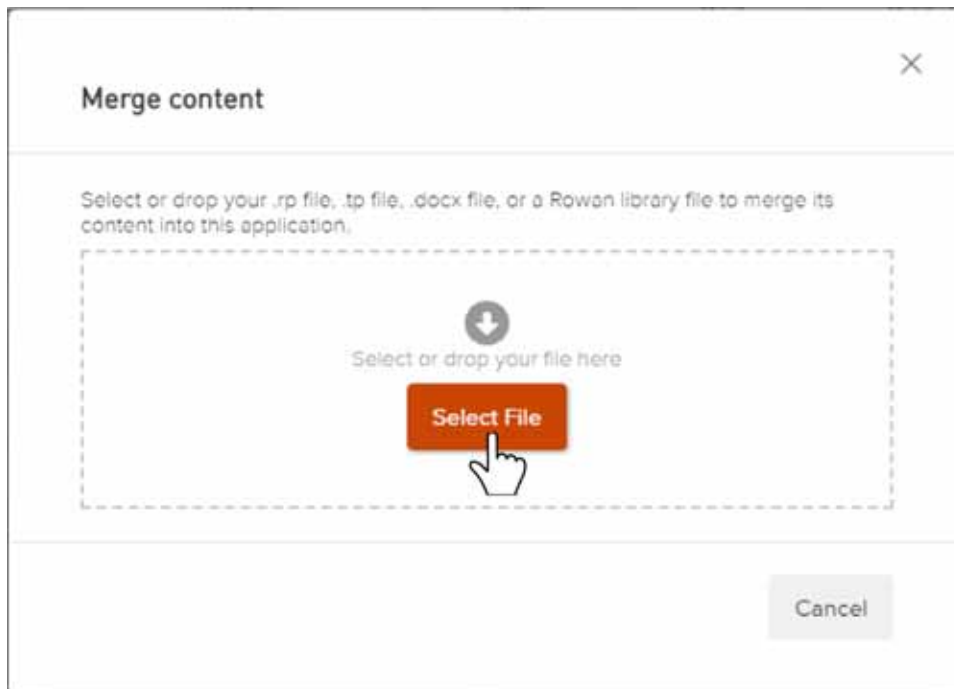 Merge content
Select or drop your .rp file, .tp file, .docx file, or a Rowan library file to merge its
content into this application.
Select or drop your file here
Select File
Cancel